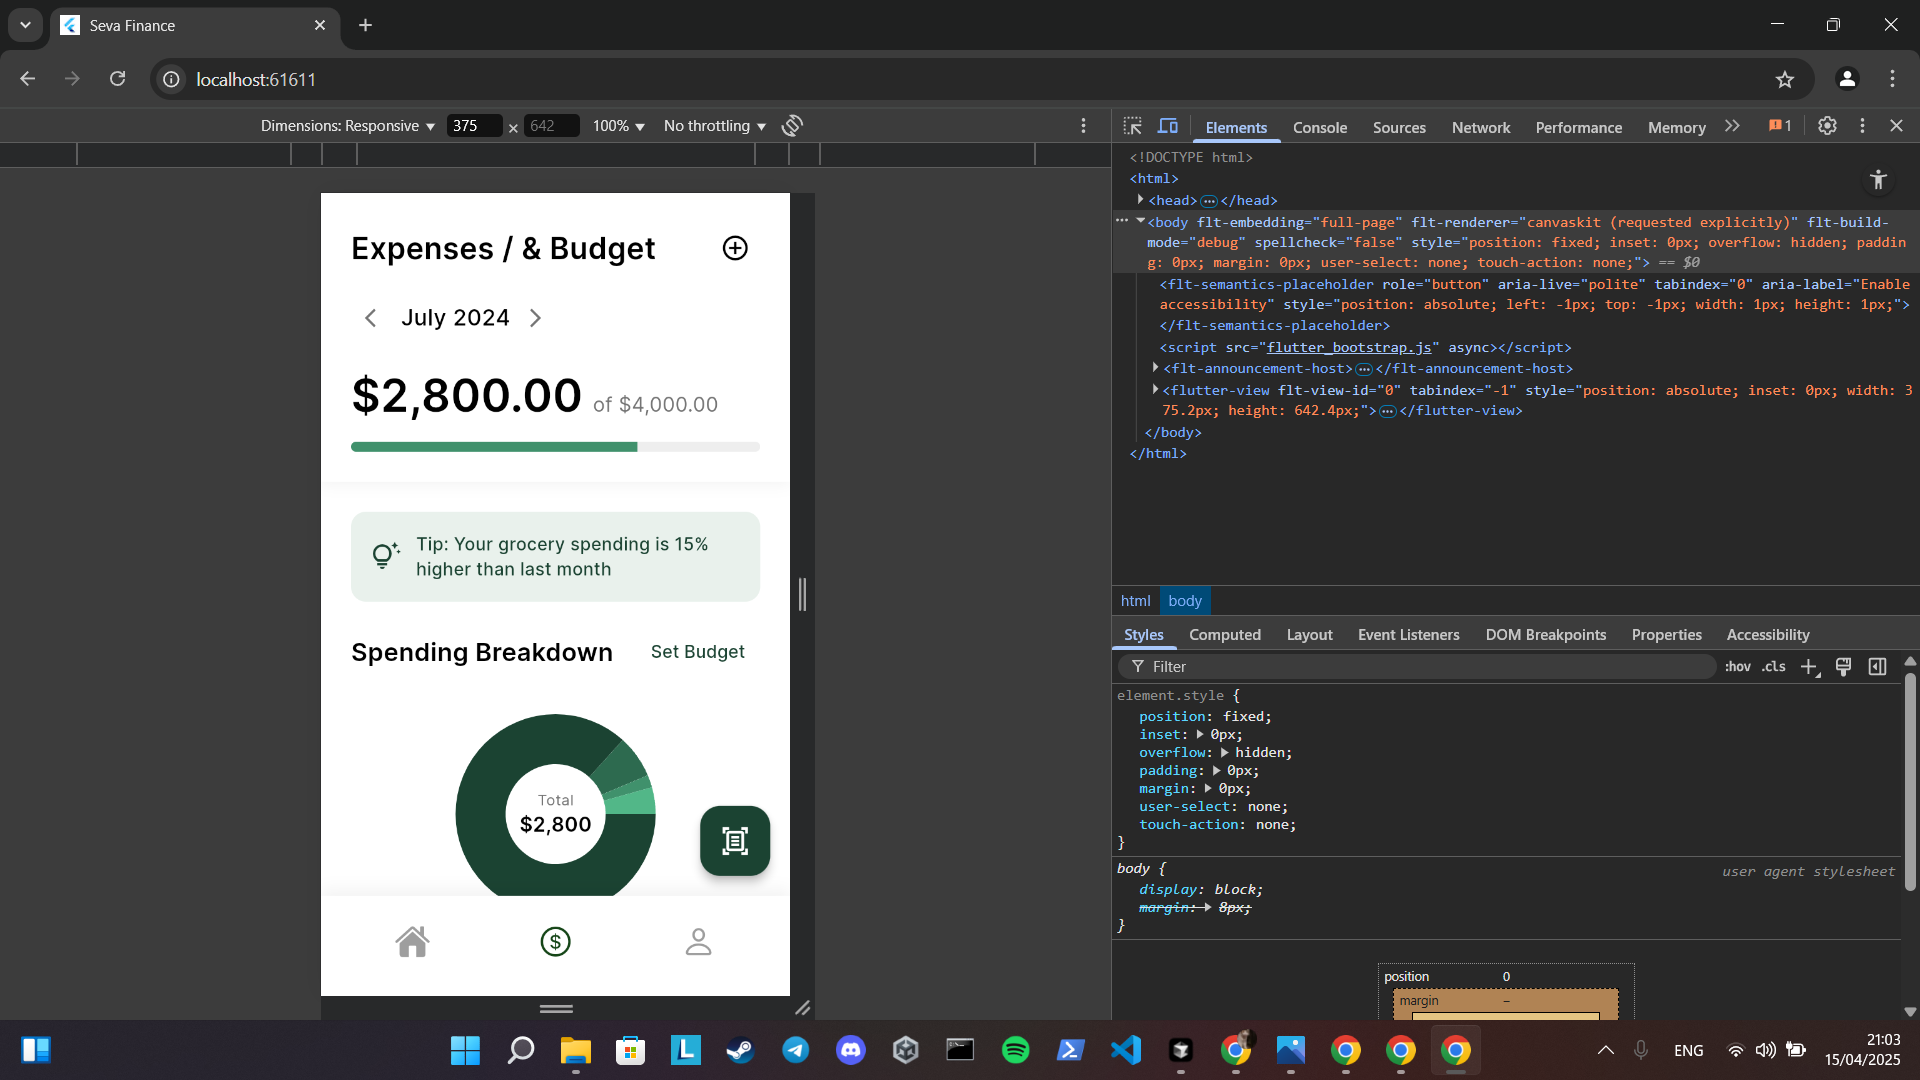 Seva Finance
localhost:61611
Dimensions: Responsive 375 × 642 100% No throttling
Elements Console Sources Network Performance Memory 1
<!DOCTYPE html>
<html>
<head>…</head>
<body flt-embedding="full-page" flt-renderer="canvaskit (requested explicitly)" flt-build-
mode="debug" spellcheck="false" style="position: fixed; inset: 0px; overflow: hidden; paddin
g: 0px; margin: 0px; user-select: none; touch-action: none;"> == $0
<flt-semantics-placeholder role="button" aria-live="polite" tabindex="0" aria-label="Enable
accessibility" style="position: absolute; left: -1px; top: -1px; width: 1px; height: 1px;">
</flt-semantics-placeholder>
<script src="flutter_bootstrap.js" async></script>
<flt-announcement-host>…</flt-announcement-host>
<flutter-view flt-view-id="0" tabindex="-1" style="position: absolute; inset: 0px; width: 3
75.2px; height: 642.4px;">…</flutter-view>
</body>
</html>
Expenses / & Budget
July 2024
$2,800.00 of $4,000.00
Tip: Your grocery spending is 15%
higher than last month
Spending Breakdown Set Budget
Total
$2,800
html body
Styles Computed Layout Event Listeners DOM Breakpoints Properties Accessibility
Filter :hov .cls
element.style {
position: fixed;
inset: 0px;
overflow: hidden;
padding: 0px;
margin: 0px;
user-select: none;
touch-action: none;
}
body { user agent stylesheet
display: block;
margin: 8px;
}
position 0
margin –
ENG
21:03
15/04/2025